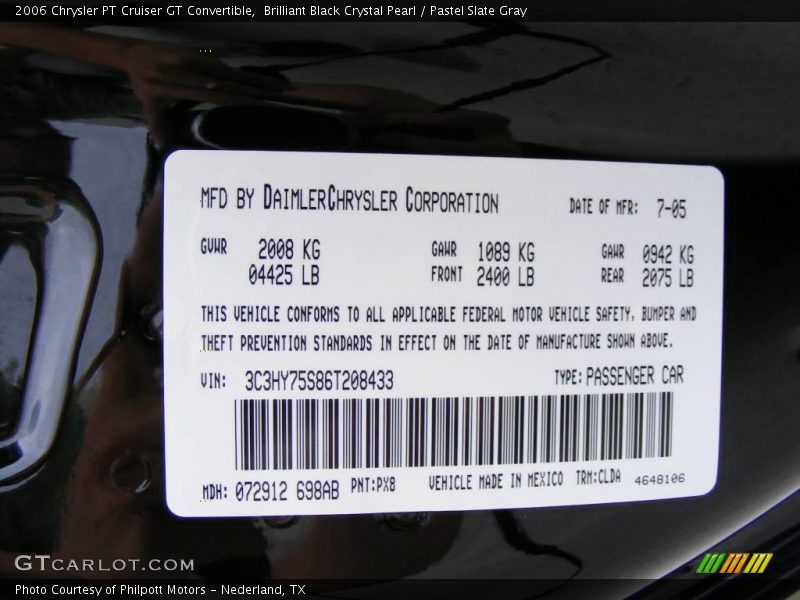 2006 Chrysler PT Cruiser GT Convertible,  Brilliant Black Crystal Pearl / Pastel Slate Gray
MFD BY DAIMLERCHRYSLER CORPORATION DATE OF MFR: 7-05
GVWR 2008 KG GAWR 1089 KG GAWR 0942 KG
04425 LB FRONT 2400 LB REAR 2075 LB
THIS VEHICLE CONFORMS TO ALL APPLICABLE FEDERAL MOTOR VEHICLE SAFETY, BUMPER AND
THEFT PREVENTION STANDARDS IN EFFECT ON THE DATE OF MANUFACTURE SHOWN ABOVE.
VIN: 3C3HY75S86T208433 TYPE: PASSENGER CAR
MDH: 072912 698AB PNT:PX8 VEHICLE MADE IN MEXICO TRM:CLDA 4648106
GTCARLOT.COM
Photo Courtesy of Philpott Motors - Nederland, TX